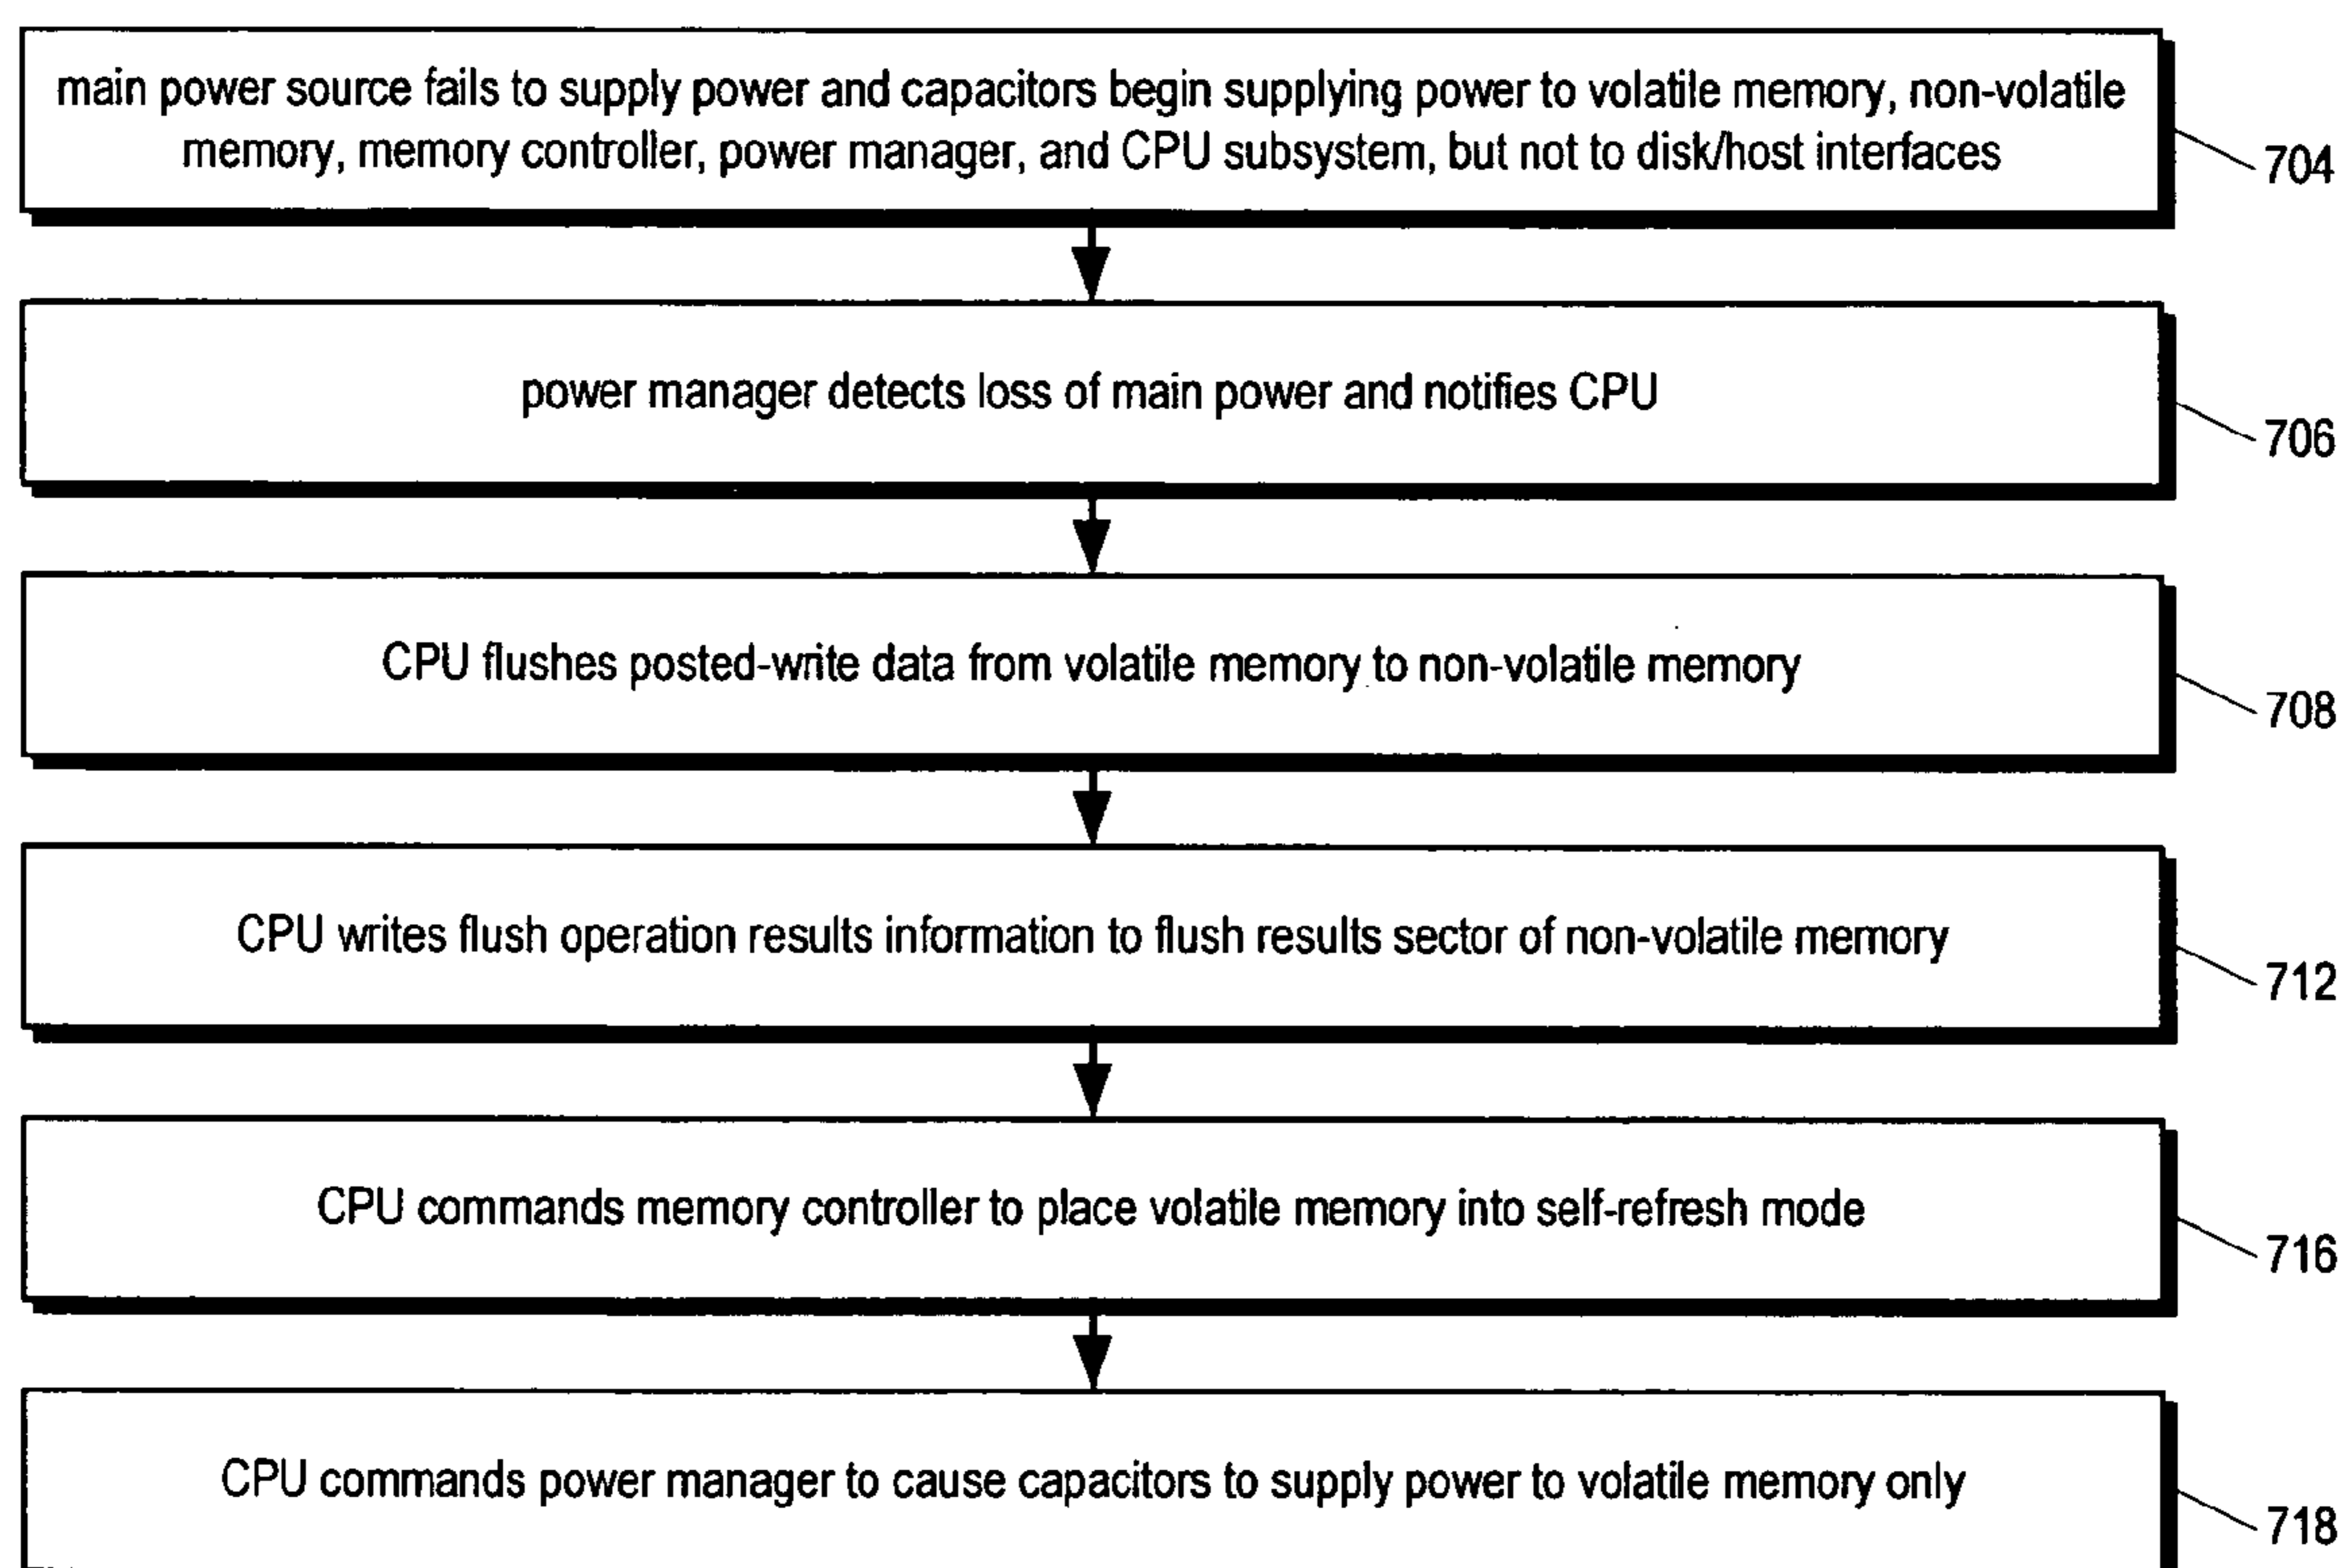 main power source fails to supply power and capacitors begin supplying power to volatile memory, non-volatile
memory, memory controller, power manager, and CPU subsystem, but not to disk/host interfaces
704
power manager detects loss of main power and notifies CPU
706
CPU flushes posted-write data from volatile memory to non-volatile memory
708
CPU writes flush operation results information to flush results sector of non-volatile memory
712
CPU commands memory controller to place volatile memory into self-refresh mode
716
CPU commands power manager to cause capacitors to supply power to volatile memory only
718